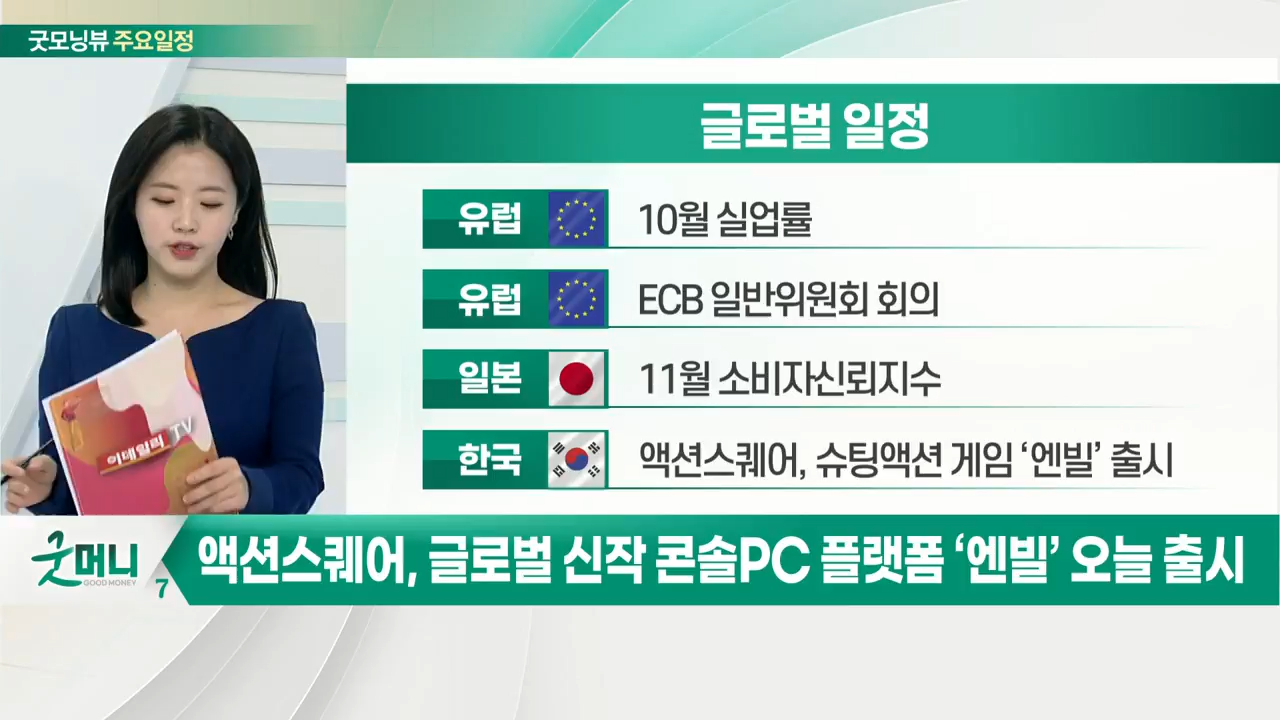 굿모닝뷰 주요일정
글로벌 일정
유럽 10월 실업률
유럽 ECB 일반위원회 회의
일본 11월 소비자신뢰지수
한국 액션스퀘어, 슈팅액션 게임 ‘엔빌’ 출시
이데일리 TV
굿머니
GOOD MONEY
7
액션스퀘어, 글로벌 신작 콘솔PC 플랫폼 ‘엔빌’ 오늘 출시